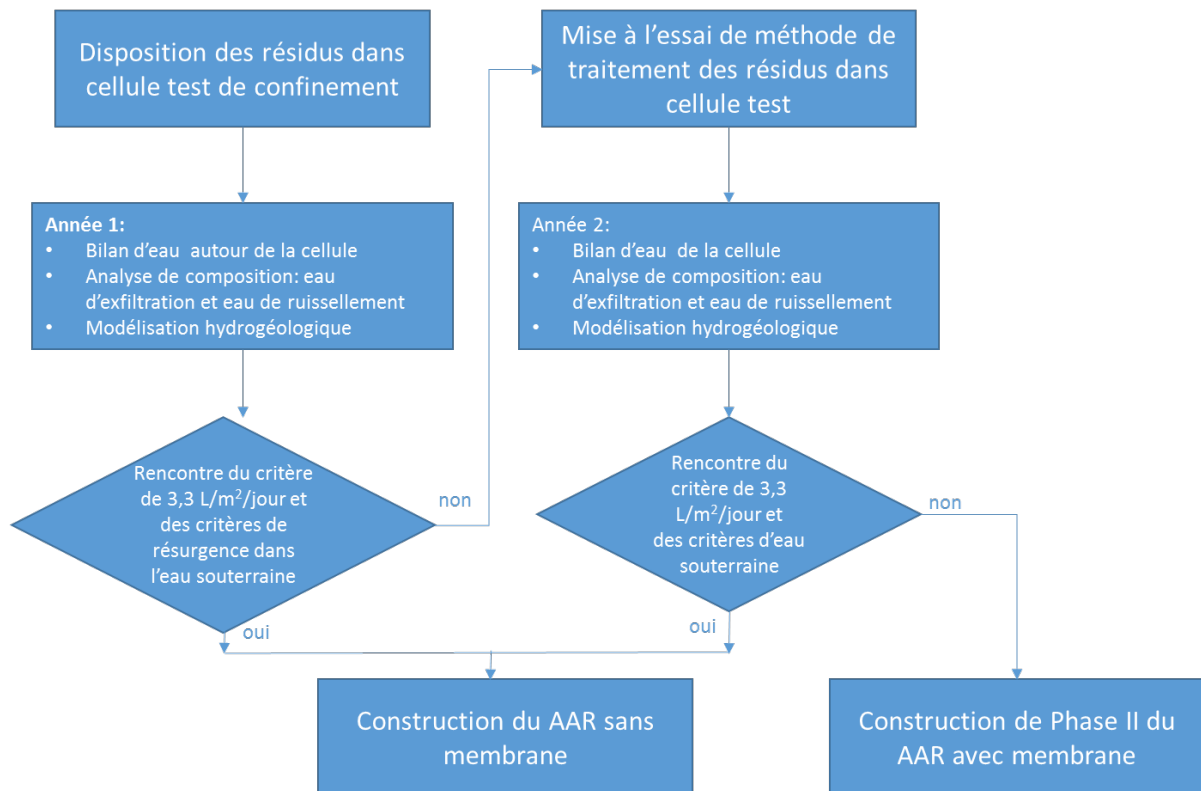 Disposition des résidus dans
cellule test de confinement
Mise à l'essai de méthode de
traitement des résidus dans
cellule test
Année 1:
• Bilan d'eau autour de la cellule
• Analyse de composition: eau
d'exfiltration et eau de ruissellement
• Modélisation hydrogéologique
Année 2:
• Bilan d'eau de la cellule
• Analyse de composition: eau
d'exfiltration et eau de ruissellement
• Modélisation hydrogéologique
Rencontre du critère
de 3,3 L/m²/jour et
des critères de
résurgence dans
l'eau souterraine
non
oui
Rencontre du
critère de 3,3
L/m²/jour et
des critères d'eau
souterraine
non
oui
Construction du AAR sans
membrane
Construction de Phase II du
AAR avec membrane